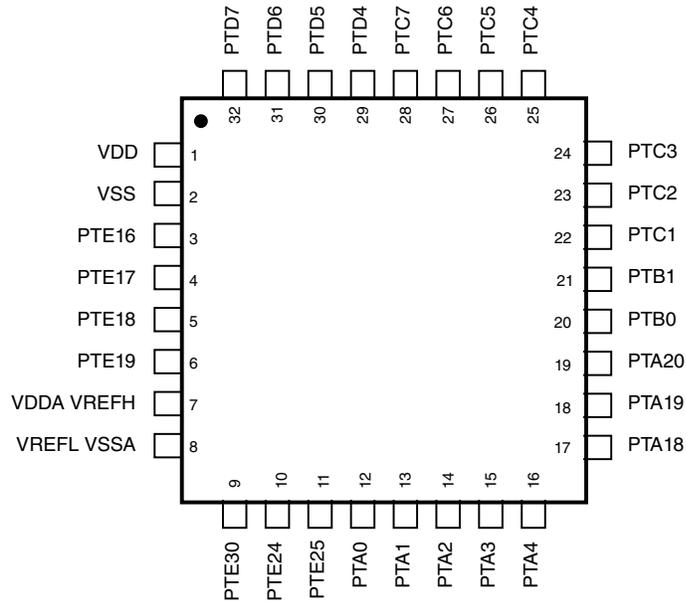 PTD7 PTD6 PTD5 PTD4 PTC7 PTC6 PTC5 PTC4
32 31 30 29 28 27 26 25
VDD 1 24 PTC3
VSS 2 23 PTC2
PTE16 3 22 PTC1
PTE17 4 21 PTB1
PTE18 5 20 PTB0
PTE19 6 19 PTA20
VDDA VREFH 7 18 PTA19
VREFL VSSA 8 17 PTA18
9 10 11 12 13 14 15 16
PTE30 PTE24 PTE25 PTA0 PTA1 PTA2 PTA3 PTA4